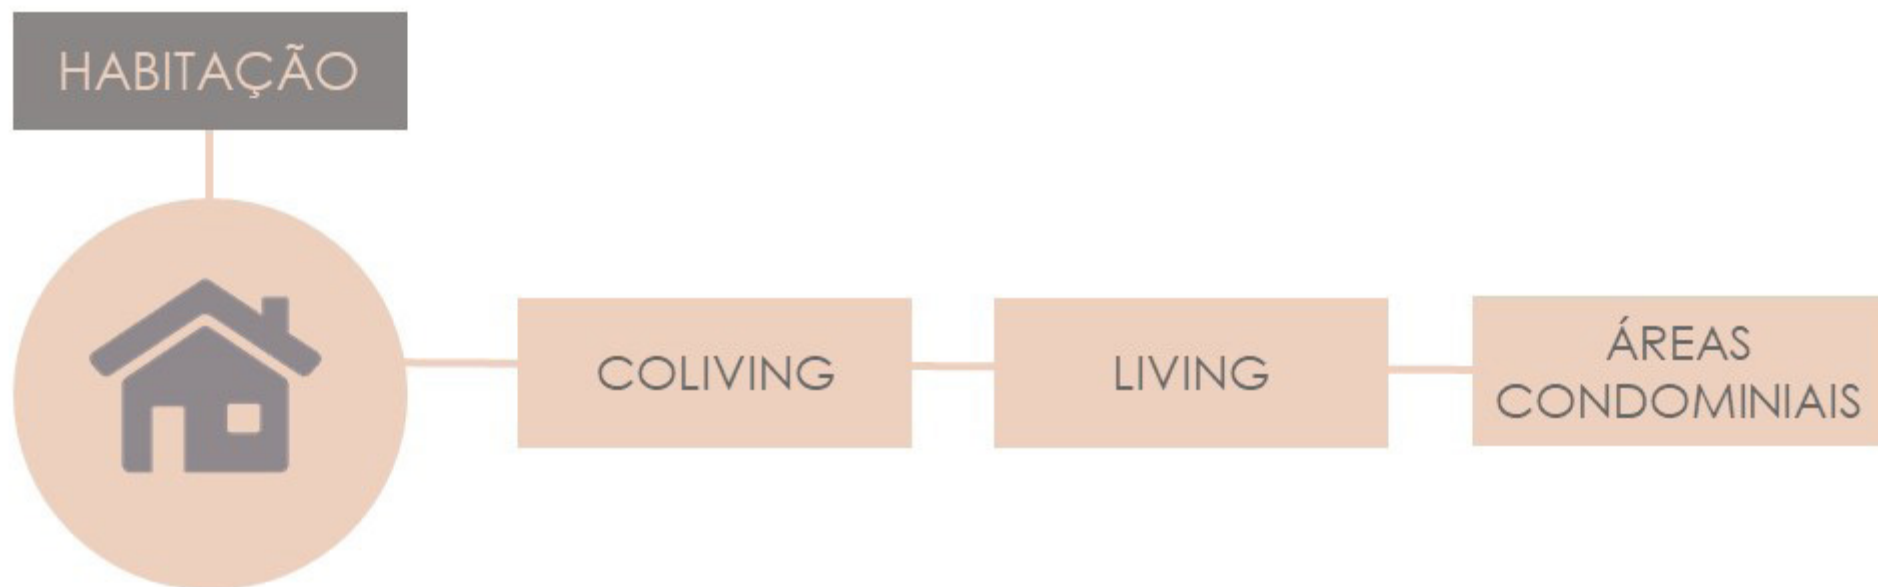 HABITAÇÃO
COLIVING
LIVING
ÁREAS
CONDOMINIAIS